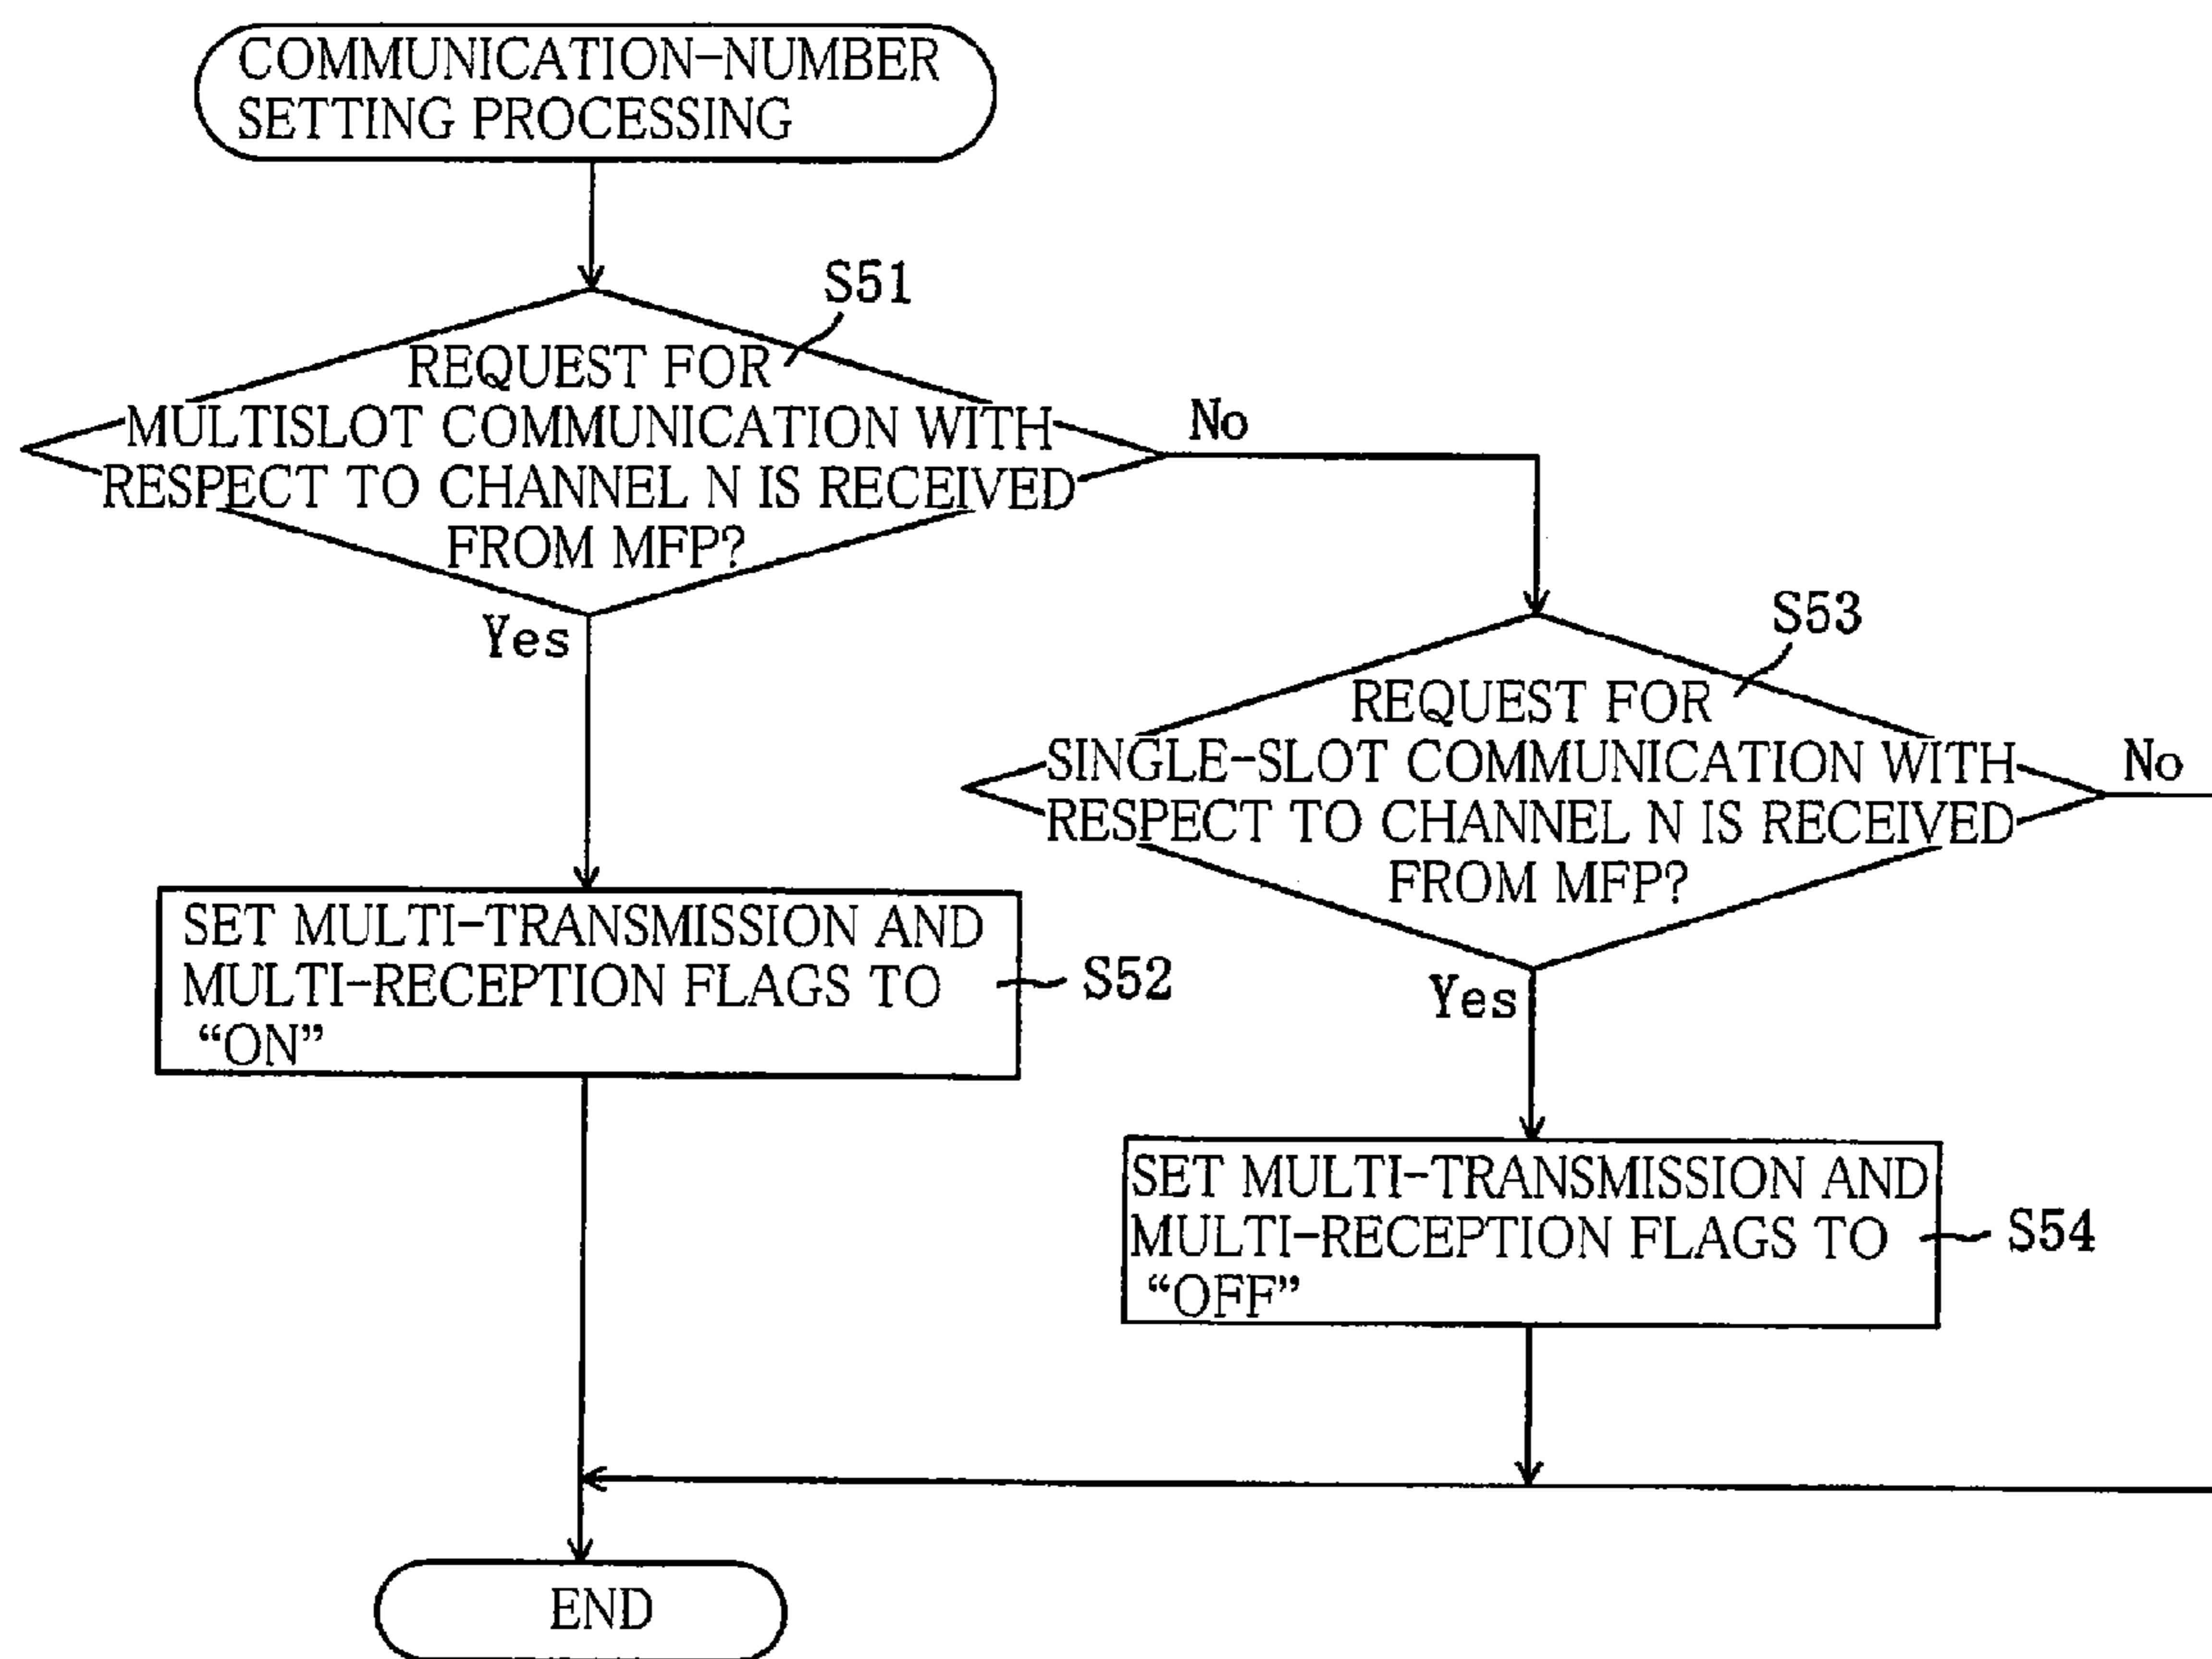 COMMUNICATION-NUMBER
SETTING PROCESSING
S51
REQUEST FOR
MULTISLOT COMMUNICATION WITH
RESPECT TO CHANNEL N IS RECEIVED
FROM MFP?
No
Yes
S53
REQUEST FOR
SINGLE-SLOT COMMUNICATION WITH
RESPECT TO CHANNEL N IS RECEIVED
FROM MFP?
No
Yes
SET MULTI-TRANSMISSION AND
MULTI-RECEPTION FLAGS TO
“ON”
S52
SET MULTI-TRANSMISSION AND
MULTI-RECEPTION FLAGS TO
“OFF”
S54
END